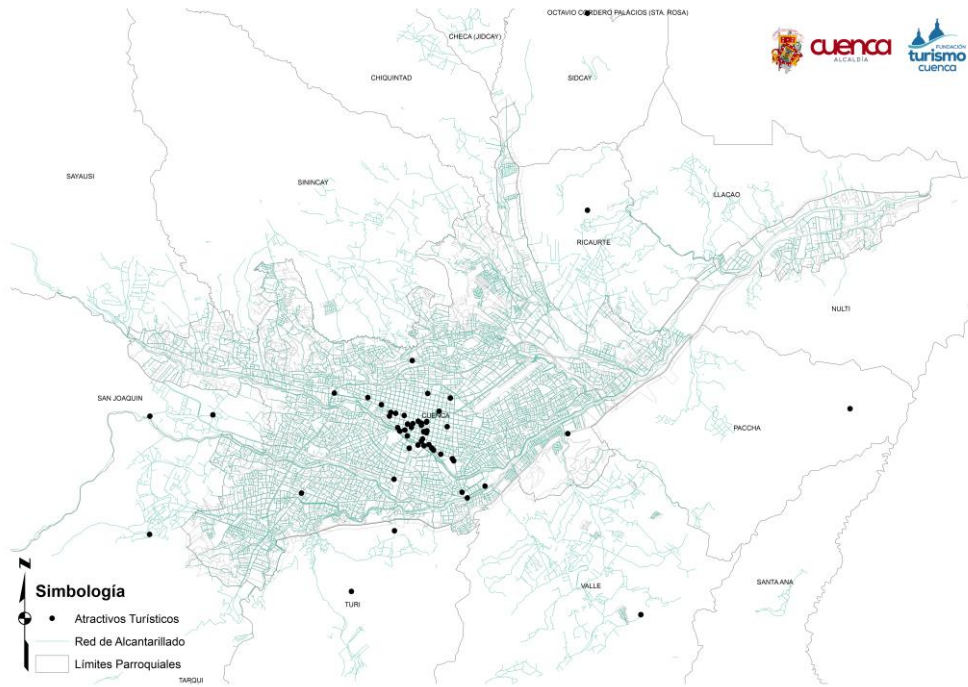 OCTAVIO CORDERO PALACIOS (STA. ROSA)
CHECA (JIDCAY)
CUENCA
ALCALDÍA
FUNDACIÓN
turismo
cuenca
CHIQUINTAD
SIDCAY
SAYAUSI
SININCAY
LLACAO
RICAURTE
NULTI
SAN JOAQUIN
CUENCA
PACCHA
N
Simbología
Atractivos Turísticos
Red de Alcantarillado
Límites Parroquiales
TURI
VALLE
SANTA ANA
TARQUI